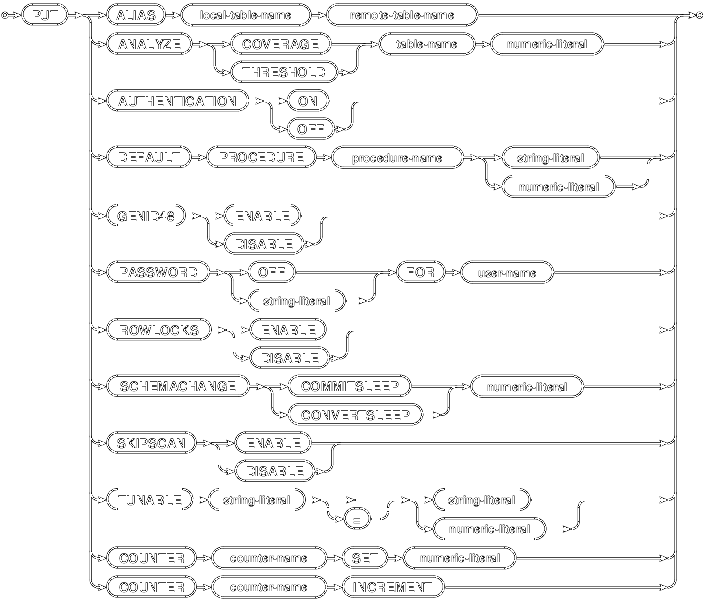 PUT ALIAS local-table-name remote-table-name
ANALYZE COVERAGE table-name numeric-literal
THRESHOLD
AUTHENTICATION ON
OFF
DEFAULT PROCEDURE procedure-name string-literal
numeric-literal
GENID48 ENABLE
DISABLE
PASSWORD OFF FOR user-name
string-literal
ROWLOCKS ENABLE
DISABLE
SCHEMACHANGE COMMITSLEEP numeric-literal
CONVERTSLEEP
SKIPSCAN ENABLE
DISABLE
TUNABLE string-literal string-literal
= numeric-literal
COUNTER counter-name SET numeric-literal
COUNTER counter-name INCREMENT